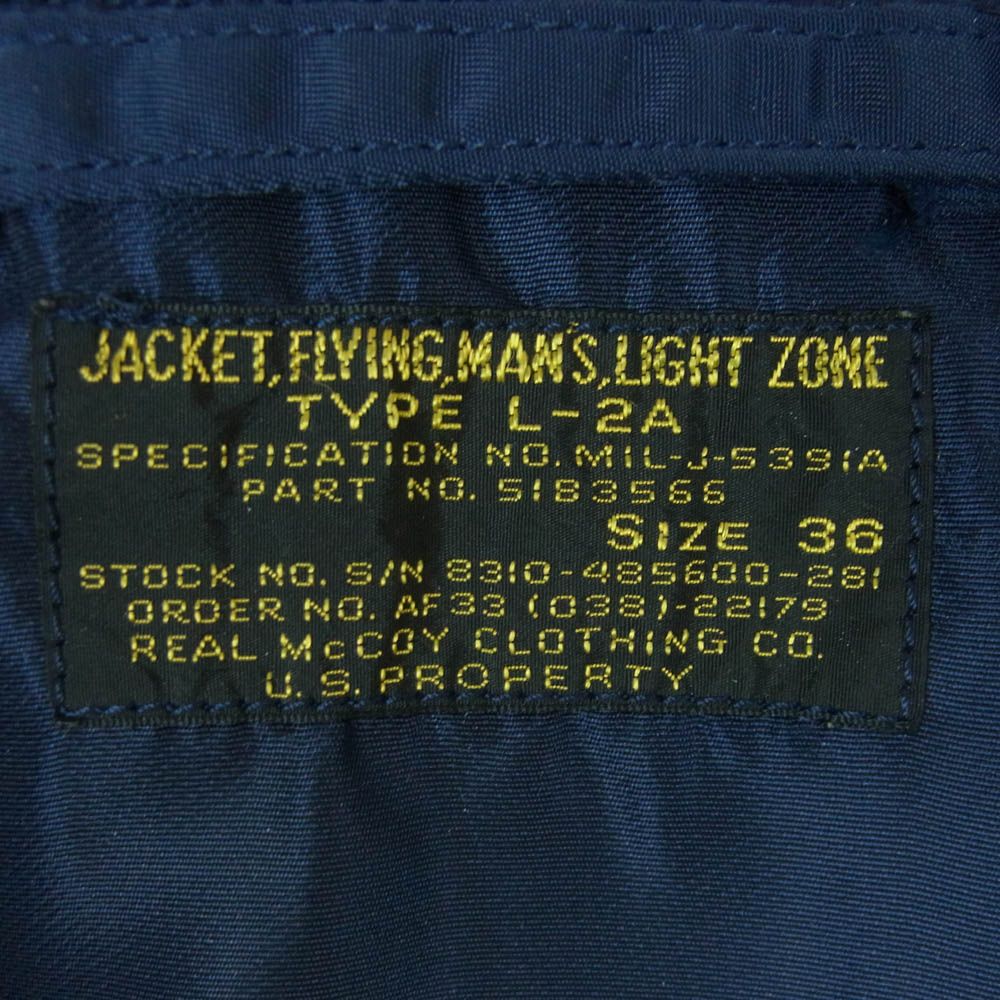 JACKET, FLYING, MAN'S, LIGHT ZONE
TYPE L-2A
SPECIFICATION NO. MIL-J-5391A
PART NO. 51B3566
SIZE 36
STOCK NO. S/N 8310-485600-281
ORDER NO. AF33 (038)-22179
REAL McCOY CLOTHING CO.
U.S. PROPERTY